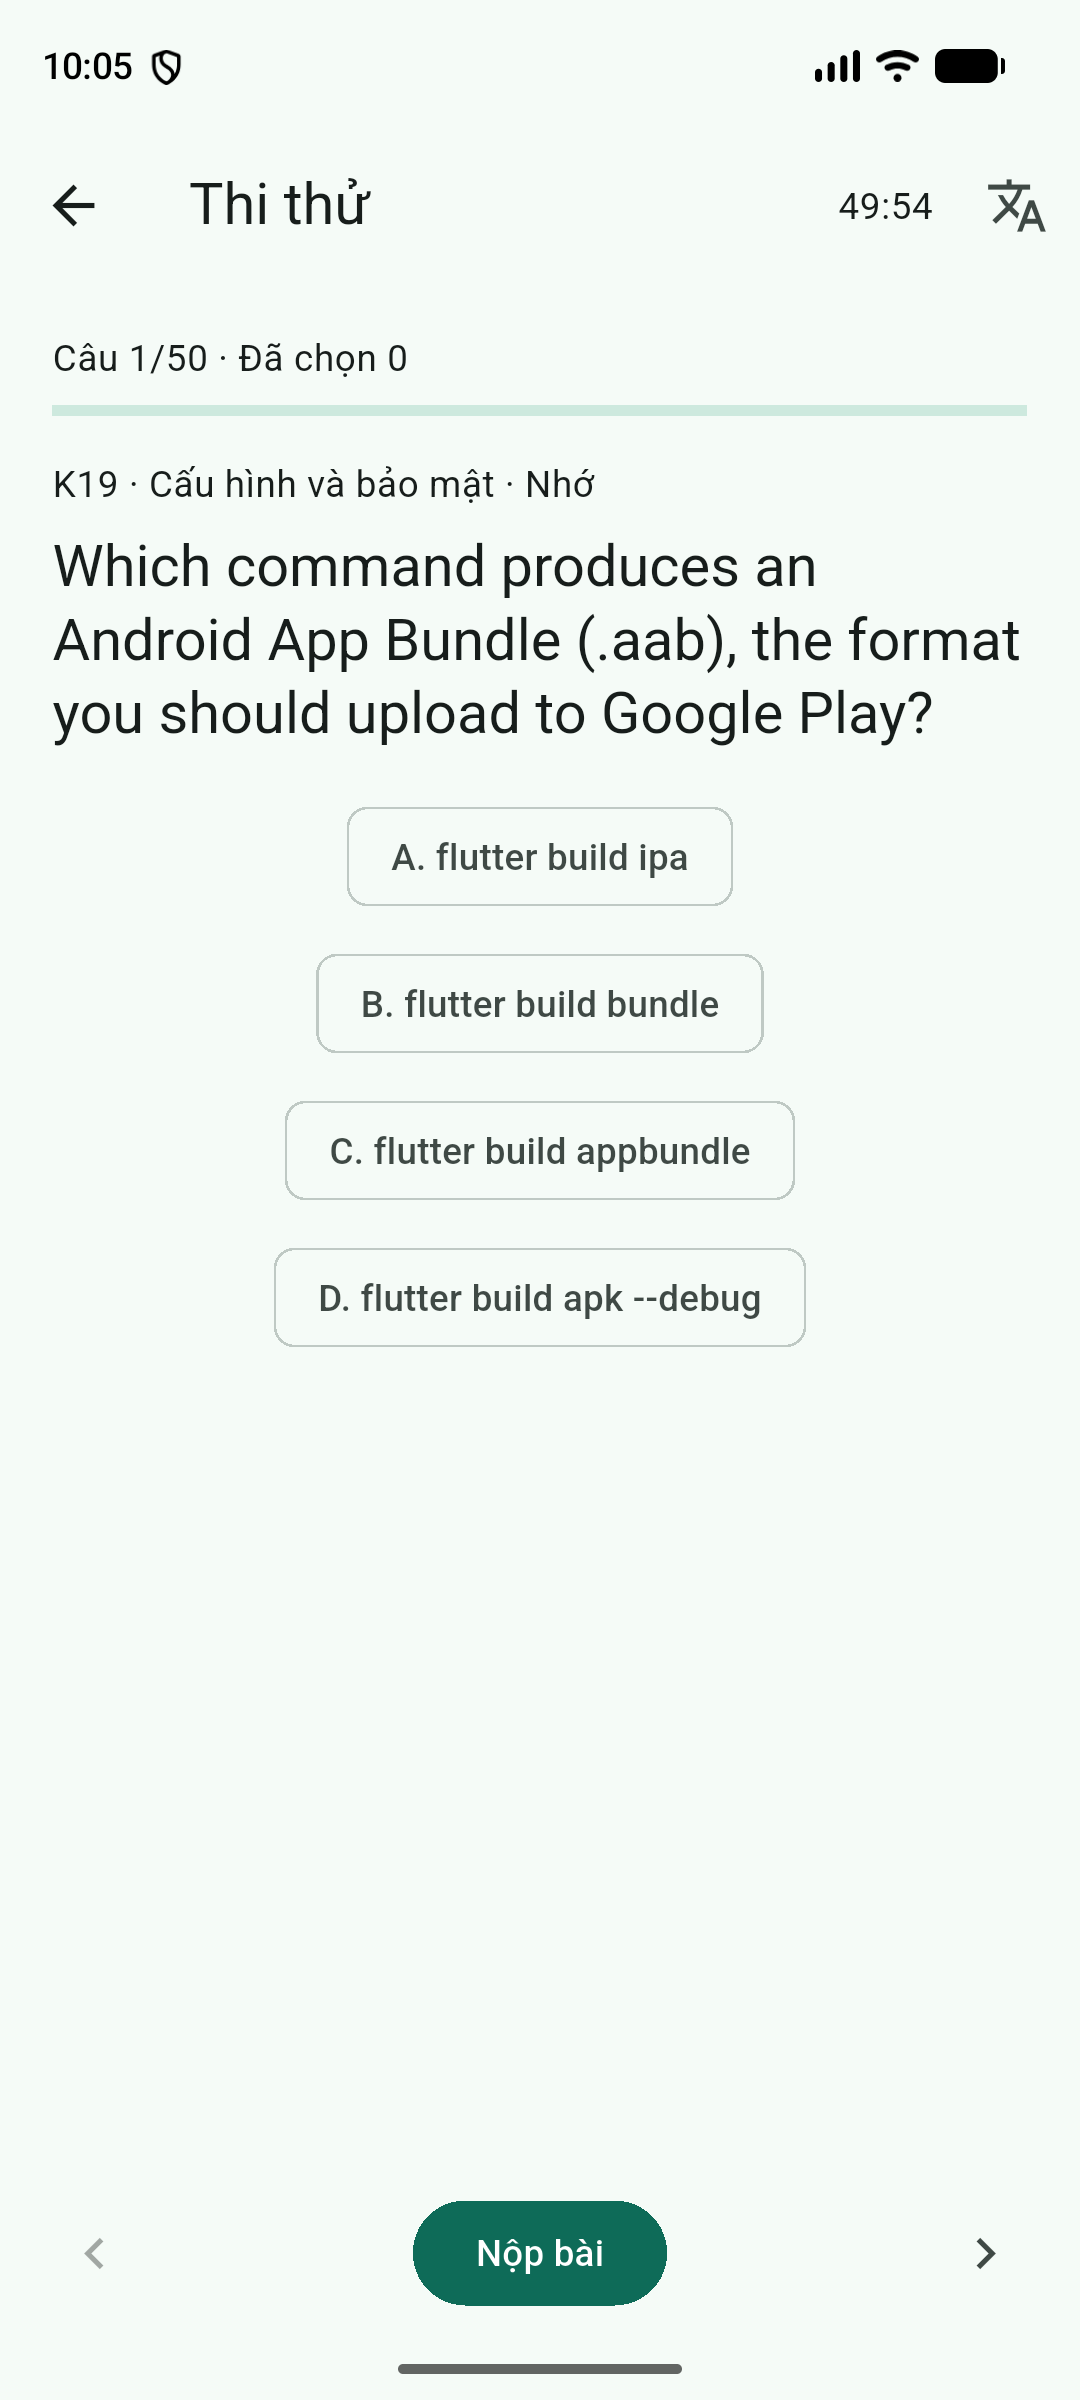 10:05
Thi thử
49:54
Câu 1/50 · Đã chọn 0
K19 · Cấu hình và bảo mật · Nhớ
Which command produces an
Android App Bundle (.aab), the format
you should upload to Google Play?
A. flutter build ipa
B. flutter build bundle
C. flutter build appbundle
D. flutter build apk --debug
Nộp bài